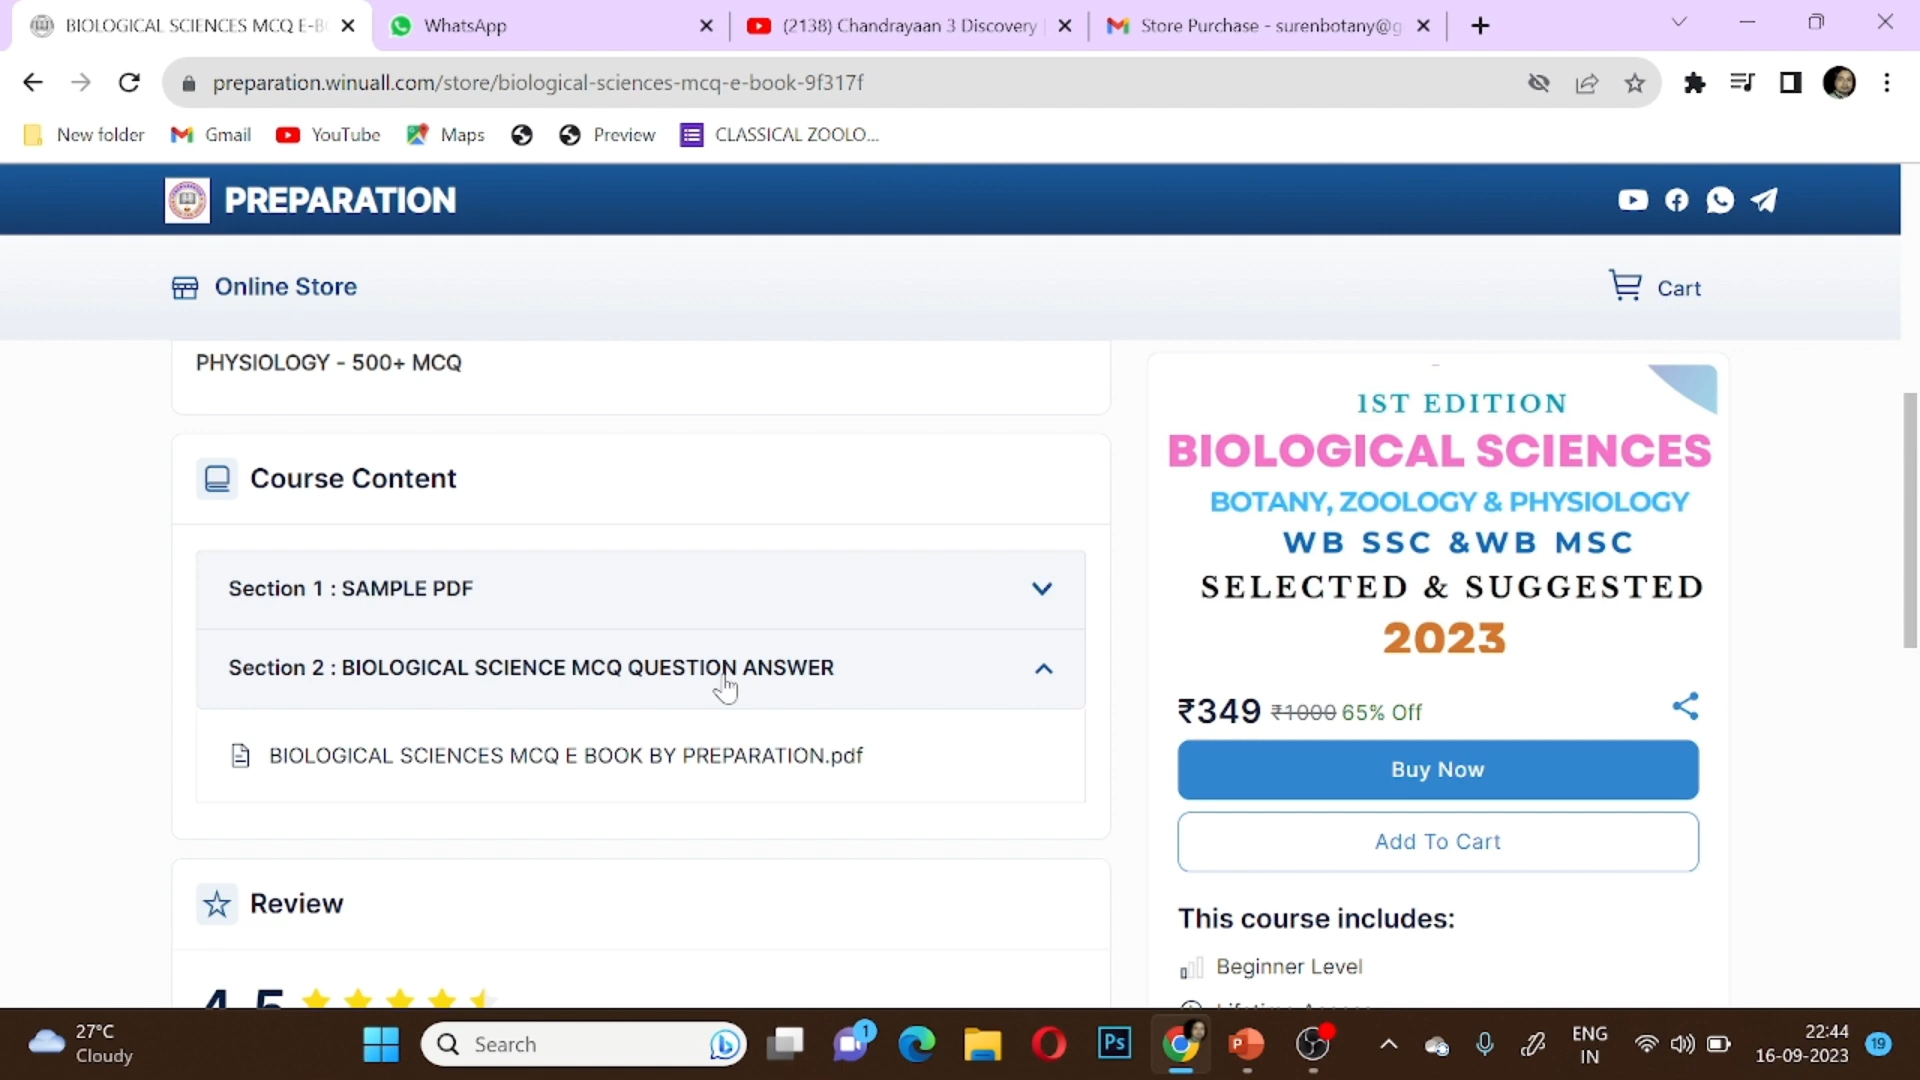 BIOLOGICAL SCIENCES MCQ E-B
WhatsApp
(2138) Chandrayaan 3 Discovery
Store Purchase - surenbotany@g
preparation.winuall.com/store/biological-sciences-mcq-e-book-9f317f
New folder
Gmail
YouTube
Maps
Preview
CLASSICAL ZOOLO...
PREPARATION
Online Store
Cart
PHYSIOLOGY - 500+ MCQ
Course Content
Section 1 : SAMPLE PDF
Section 2 : BIOLOGICAL SCIENCE MCQ QUESTION ANSWER
BIOLOGICAL SCIENCES MCQ E BOOK BY PREPARATION.pdf
Review
4.5
1ST EDITION
BIOLOGICAL SCIENCES
BOTANY, ZOOLOGY & PHYSIOLOGY
WB SSC &WB MSC
SELECTED & SUGGESTED
2023
₹349 ₹1000 65% Off
Buy Now
Add To Cart
This course includes:
Beginner Level
27°C
Cloudy
Search
1
Ps
P
ENG
IN
22:44
16-09-2023
19